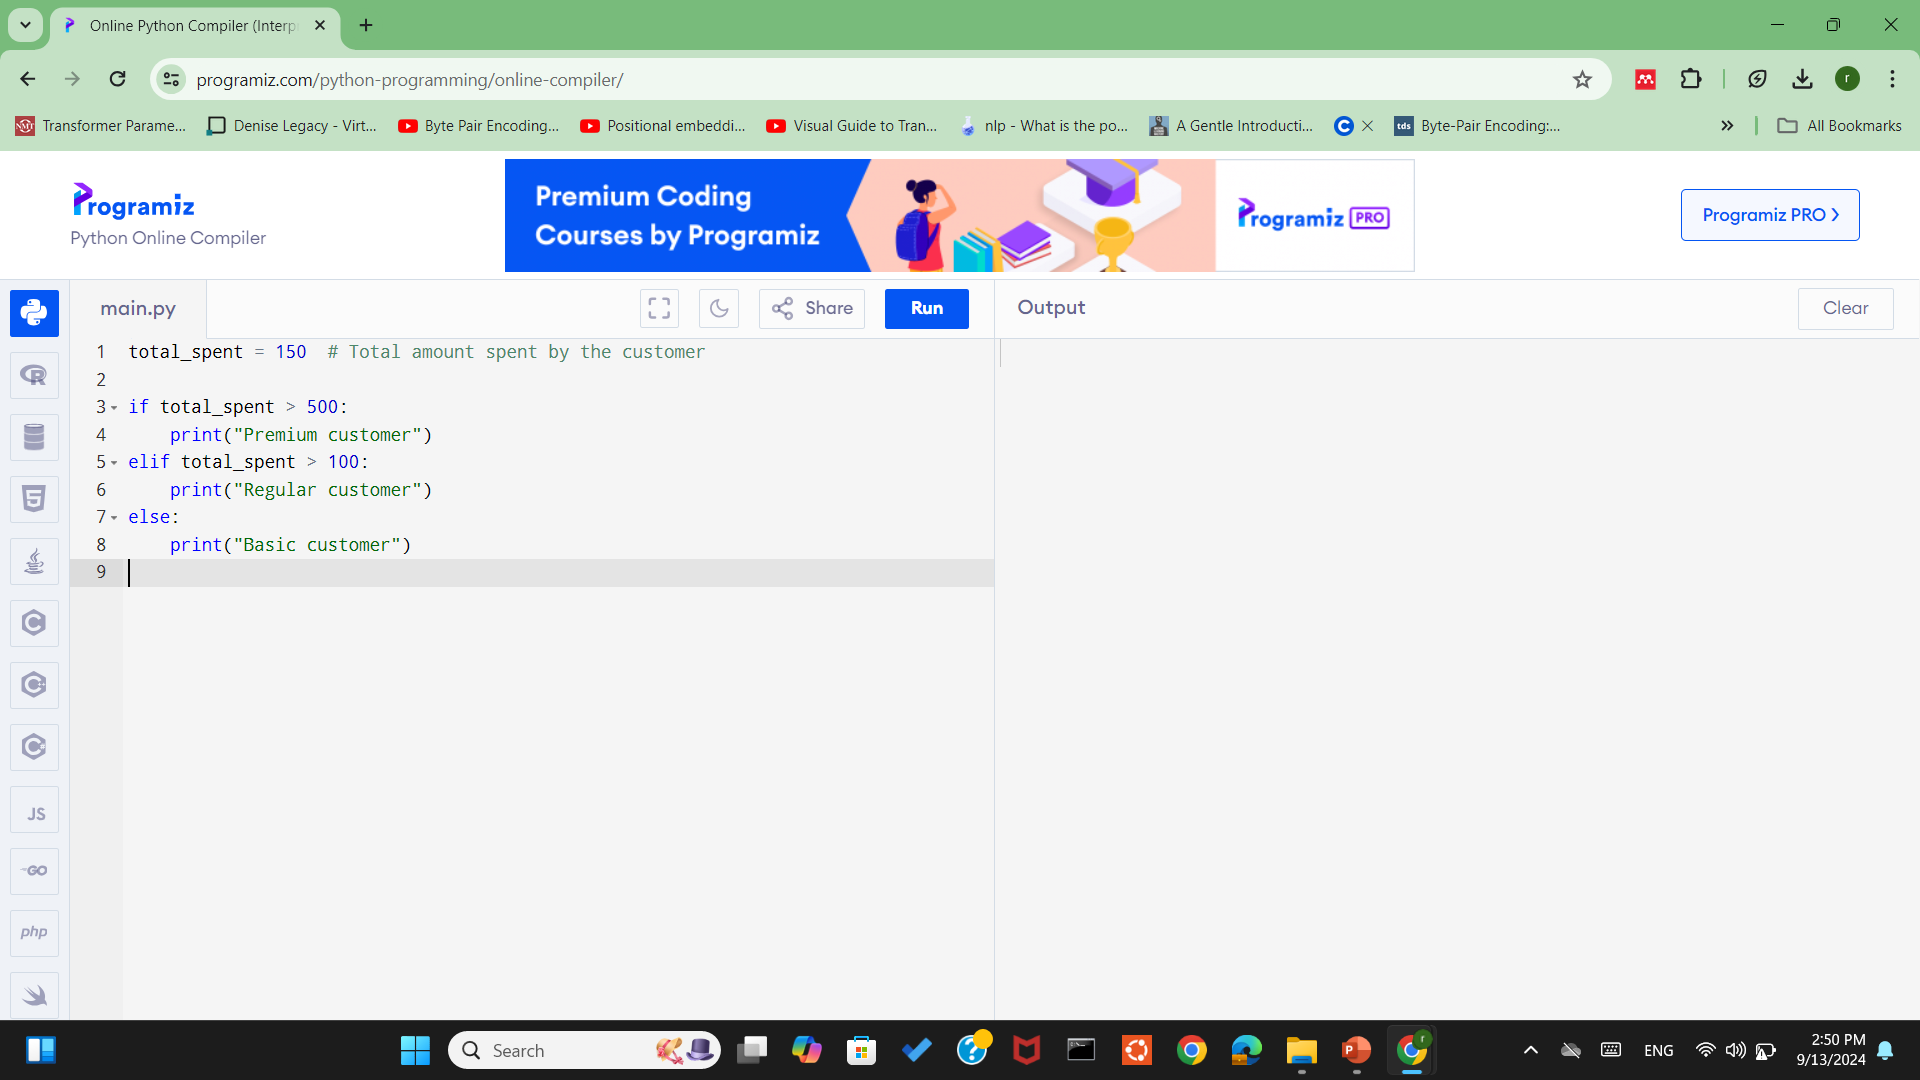 Online Python Compiler (Interp
programiz.com/python-programming/online-compiler/
r
Transformer Parame...
Denise Legacy - Virt...
Byte Pair Encoding...
Positional embeddi...
Visual Guide to Tran...
nlp - What is the po...
A Gentle Introducti...
C
tds
Byte-Pair Encoding:...
All Bookmarks
Programiz
Python Online Compiler
Premium Coding
Courses by Programiz
Programiz PRO
Programiz PRO
main.py
Share
Run
Output
Clear
1 total_spent = 150  # Total amount spent by the customer
2
3 if total_spent > 500:
4     print("Premium customer")
5 elif total_spent > 100:
6     print("Regular customer")
7 else:
8     print("Basic customer")
9
R
5
C
C
C
JS
GO
php
Search
ENG
2:50 PM
9/13/2024